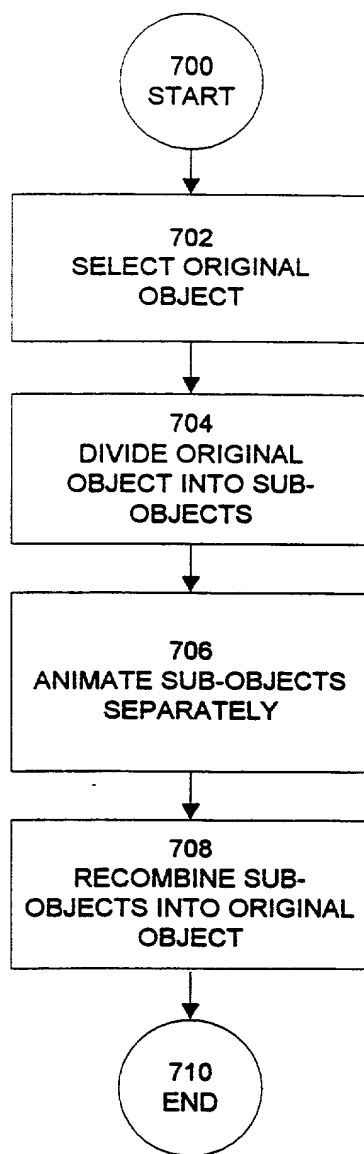 700
START
702
SELECT ORIGINAL
OBJECT
704
DIVIDE ORIGINAL
OBJECT INTO SUB-
OBJECTS
706
ANIMATE SUB-OBJECTS
SEPARATELY
708
RECOMBINE SUB-
OBJECTS INTO ORIGINAL
OBJECT
710
END